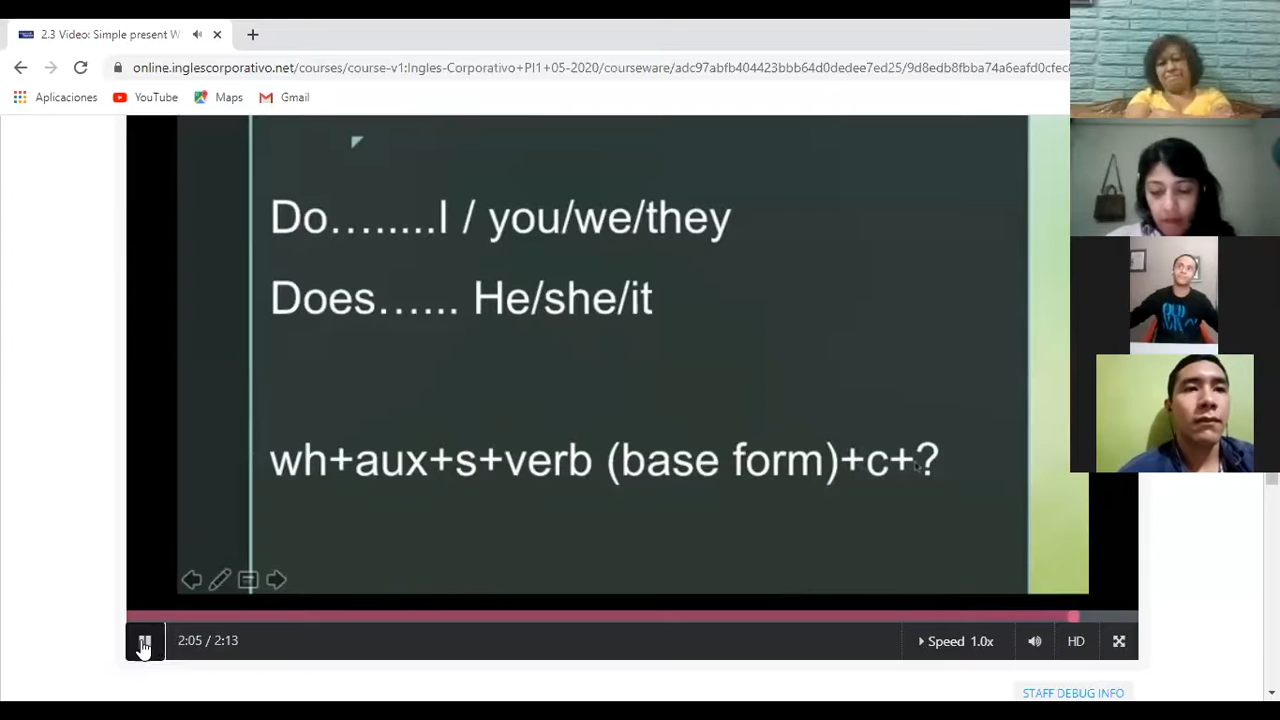 2.3 Video: Simple present W
online.inglescorporativo.net/courses/course-v1:Ingles-Corporativo+PI1+05-2020/courseware/adc97abfb404423bbb64d0dedee7ed25/9d8edb8fbba74a6eafd0cfec
Aplicaciones YouTube Maps Gmail
Do……...I / you/we/they
Does…... He/she/it
wh+aux+s+verb (base form)+c+?
2:05 / 2:13 Speed 1.0x HD
STAFF DEBUG INFO